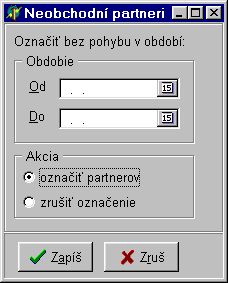 Neobchodní partneri
Označiť bez pohybu v období:
Obdobie
Od . . 15
Do . . 15
Akcia
označiť partnerov
zrušiť označenie
Zapíš Zruš